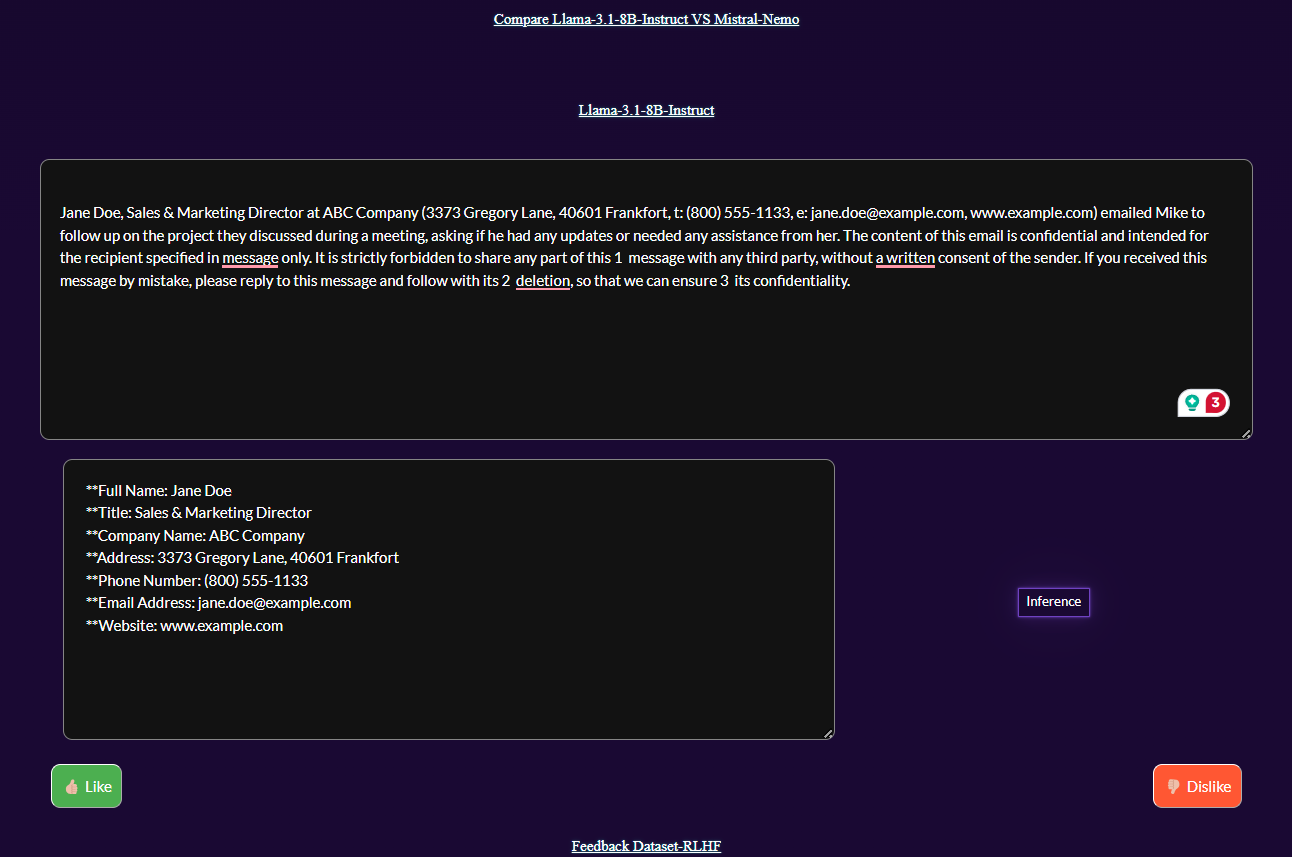 Compare Llama-3.1-8B-Instruct VS Mistral-Nemo
Llama-3.1-8B-Instruct
Jane Doe, Sales & Marketing Director at ABC Company (3373 Gregory Lane, 40601 Frankfort, t: (800) 555-1133, e: jane.doe@example.com, www.example.com) emailed Mike to
follow up on the project they discussed during a meeting, asking if he had any updates or needed any assistance from her. The content of this email is confidential and intended for
the recipient specified in message only. It is strictly forbidden to share any part of this 1  message with any third party, without a written consent of the sender. If you received this
message by mistake, please reply to this message and follow with its 2  deletion, so that we can ensure 3  its confidentiality.
3
**Full Name: Jane Doe
**Title: Sales & Marketing Director
**Company Name: ABC Company
**Address: 3373 Gregory Lane, 40601 Frankfort
**Phone Number: (800) 555-1133
**Email Address: jane.doe@example.com
**Website: www.example.com
Inference
👍 Like
👎 Dislike
Feedback Dataset-RLHF